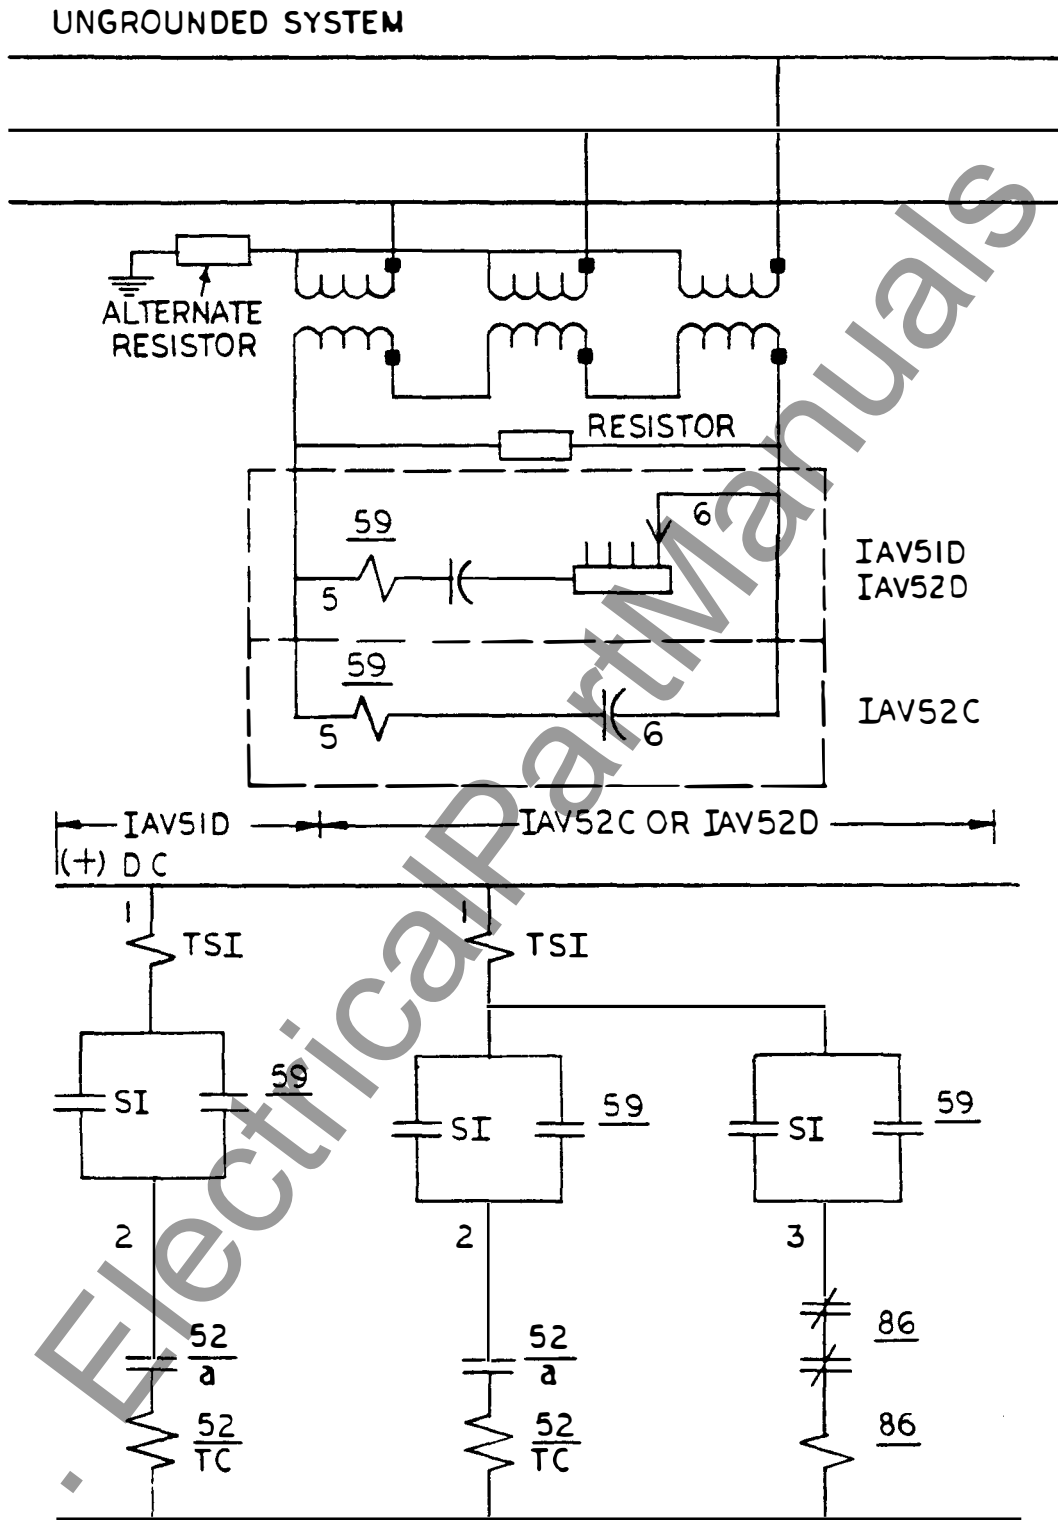 UNGROUNDED SYSTEM
ALTERNATE
RESISTOR
RESISTOR
59
6
5
IAV51D
IAV52D
59
5
6
IAV52C
IAV51D
IAV52C OR IAV52D
(+) DC
1
TSI
1
TSI
SI
59
SI
59
SI
59
2
2
3
52
a
52
a
86
52
TC
52
TC
86
. ElectricalPartManuals